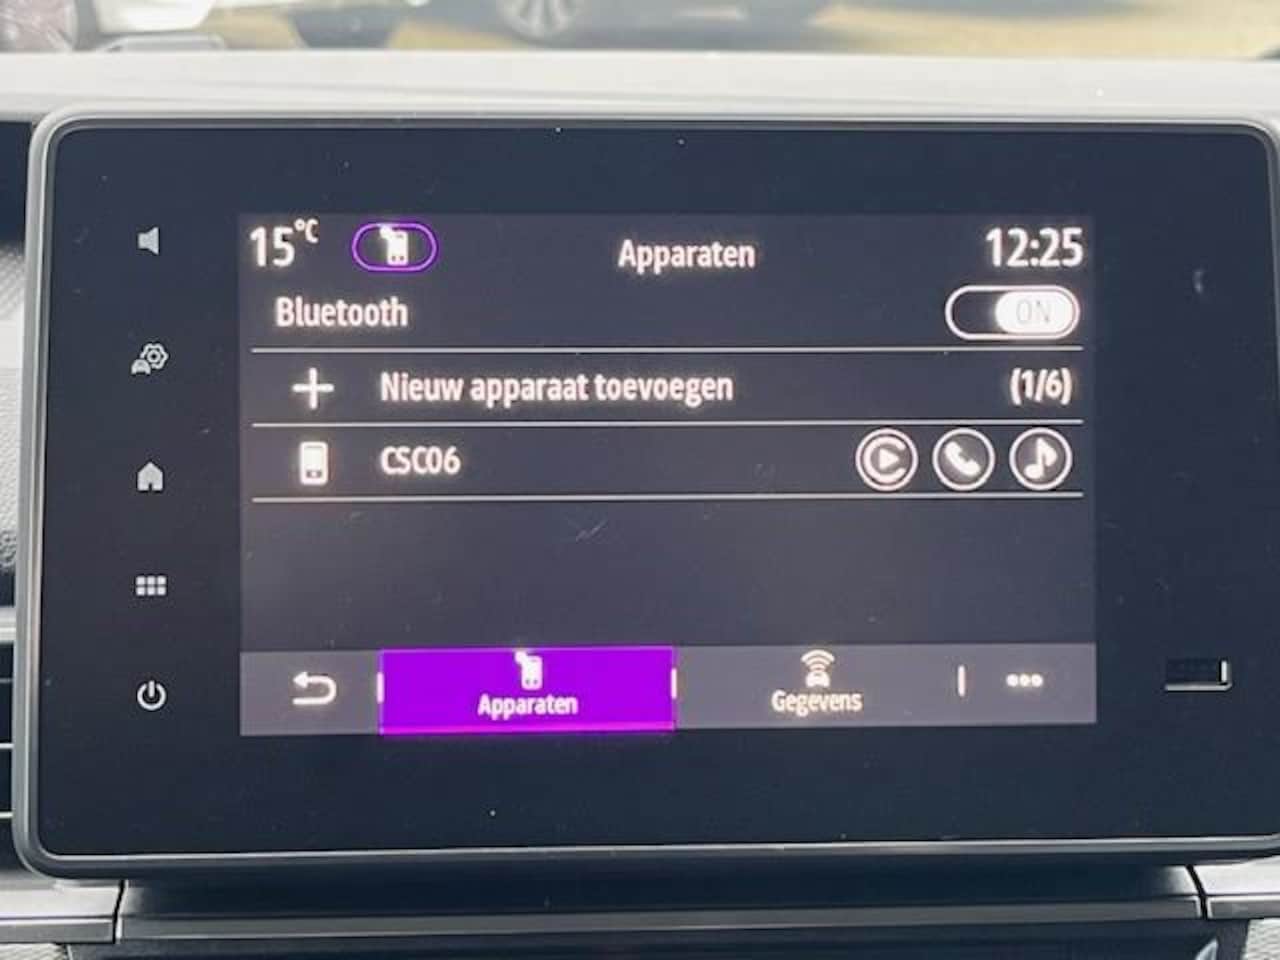 15°C
Apparaten
12:25
Bluetooth
ON
Nieuw apparaat toevoegen
(1/6)
CSC06
Apparaten
Gegevens